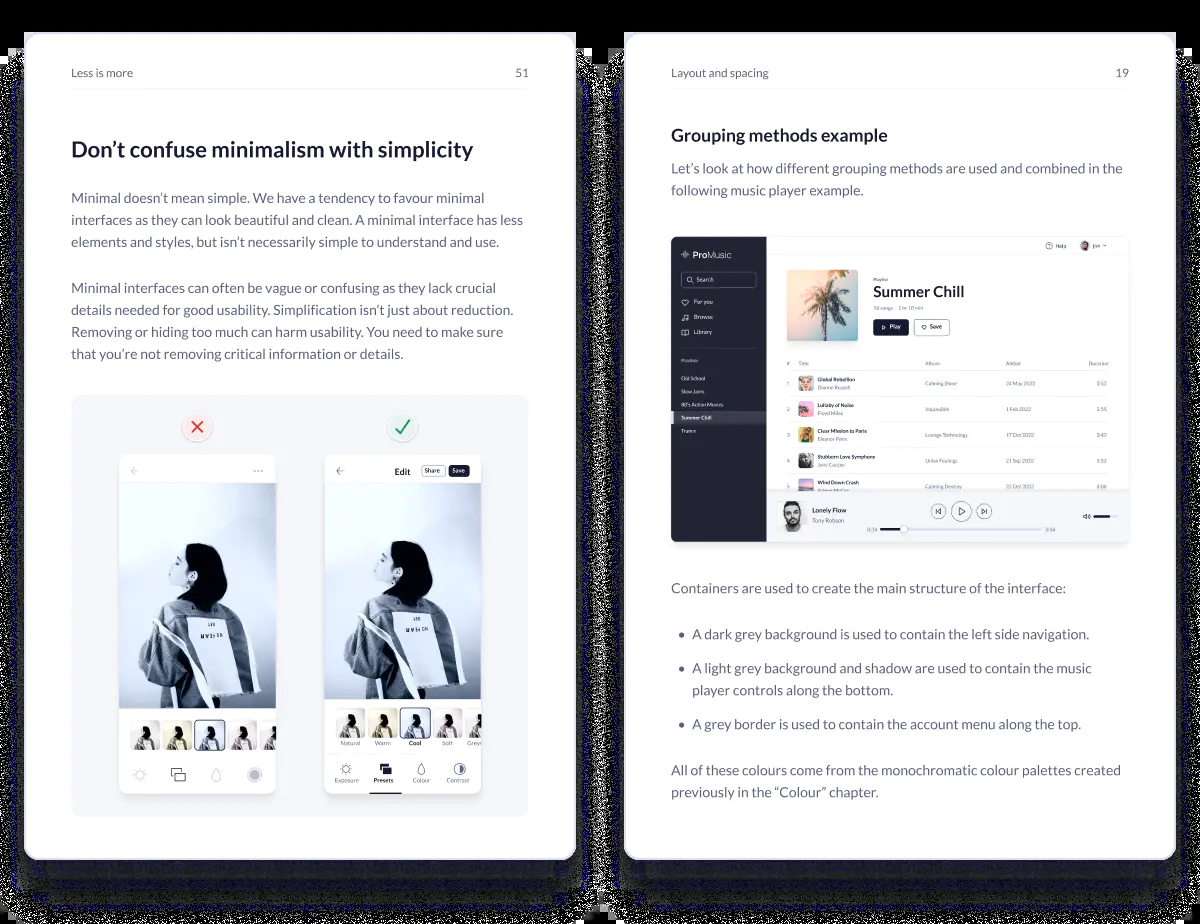 Less is more
51
Don’t confuse minimalism with simplicity
Minimal doesn’t mean simple. We have a tendency to favour minimal
interfaces as they can look beautiful and clean. A minimal interface has less
elements and styles, but isn’t necessarily simple to understand and use.
Minimal interfaces can often be vague or confusing as they lack crucial
details needed for good usability. Simplification isn’t just about reduction.
Removing or hiding too much can harm usability. You need to make sure
that you’re not removing critical information or details.
Edit
Share
Save
Natural
Warm
Cool
Soft
Greys
Exposure
Presets
Colour
Contrast
Layout and spacing
19
Grouping methods example
Let’s look at how different grouping methods are used and combined in the
following music player example.
ProMusic
Search
For you
Browse
Library
Playlists
Old School
Slow Jams
80's Action Movies
Summer Chill
Trance
Help
Jon
Playlist
Summer Chill
16 songs · 1 hr 10 min
Play
Save
# Title Album Added Duration
1 Global Rebellion Calming Shine 24 May 2022 3:53
Dianne Russell
2 Lullaby of Noise Impossible 1 Feb 2022 3:55
Floyd Miles
3 Clear Mission to Paris Lounge Technology 17 Oct 2022 2:42
Eleanor Pena
4 Stubborn Love Symphony Urban Feelings 21 Sep 2022 5:52
Jane Cooper
5 Wind Down Crash Calming Destiny 22 Oct 2022 4:06
Lonely Flow
Tony Robson
0:34
3:54
Containers are used to create the main structure of the interface:
• A dark grey background is used to contain the left side navigation.
• A light grey background and shadow are used to contain the music
player controls along the bottom.
• A grey border is used to contain the account menu along the top.
All of these colours come from the monochromatic colour palettes created
previously in the “Colour” chapter.